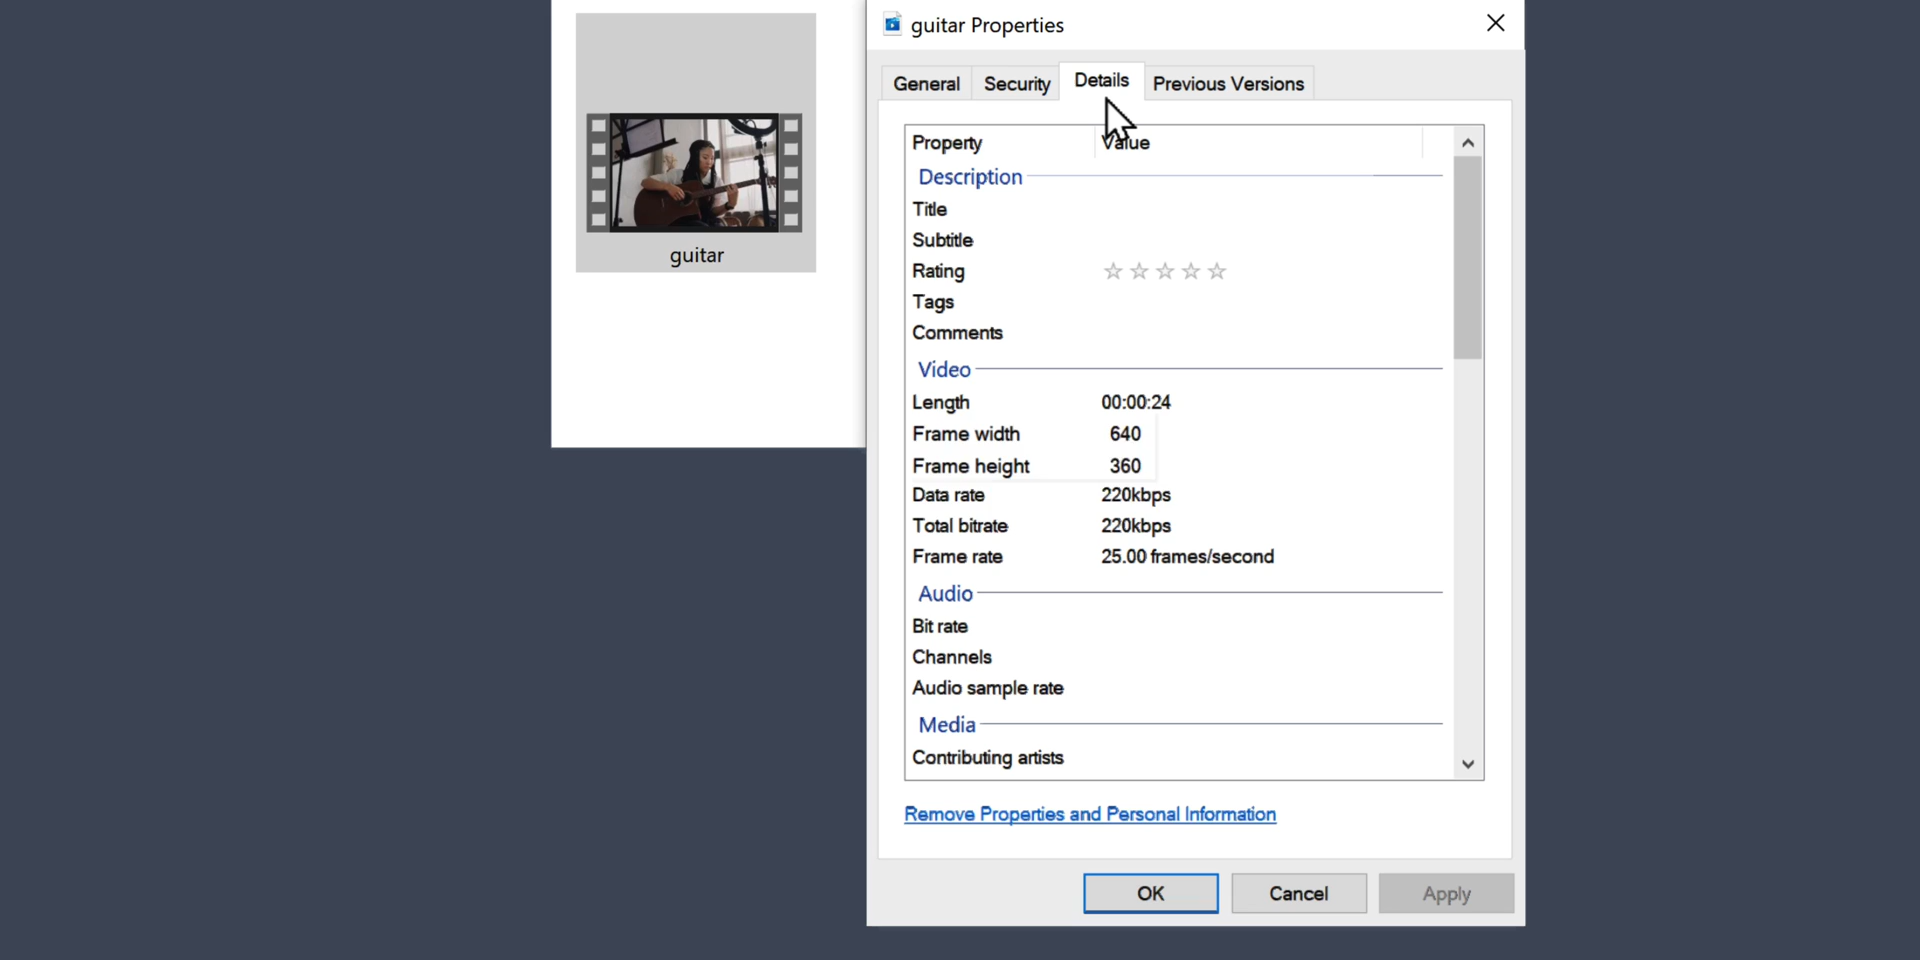 guitar
guitar Properties
General Security Details Previous Versions
Property Value
Description
Title
Subtitle
Rating
Tags
Comments
Video
Length 00:00:24
Frame width 640
Frame height 360
Data rate 220kbps
Total bitrate 220kbps
Frame rate 25.00 frames/second
Audio
Bit rate
Channels
Audio sample rate
Media
Contributing artists
Remove Properties and Personal Information
OK Cancel Apply